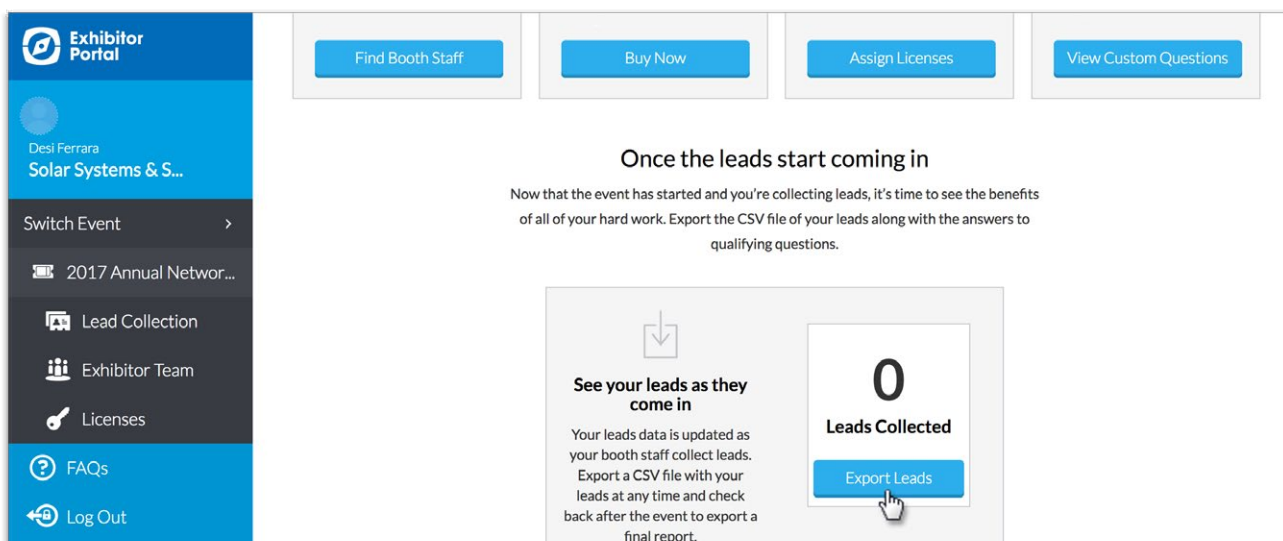 Exhibitor
Portal
Desi Ferrara
Solar Systems & S...
Switch Event
2017 Annual Networ...
Lead Collection
Exhibitor Team
Licenses
FAQs
Log Out
Find Booth Staff
Buy Now
Assign Licenses
View Custom Questions
Once the leads start coming in
Now that the event has started and you're collecting leads, it's time to see the benefits
of all of your hard work. Export the CSV file of your leads along with the answers to
qualifying questions.
See your leads as they
come in
Your leads data is updated as
your booth staff collect leads.
Export a CSV file with your
leads at any time and check
back after the event to export a
final report.
0
Leads Collected
Export Leads